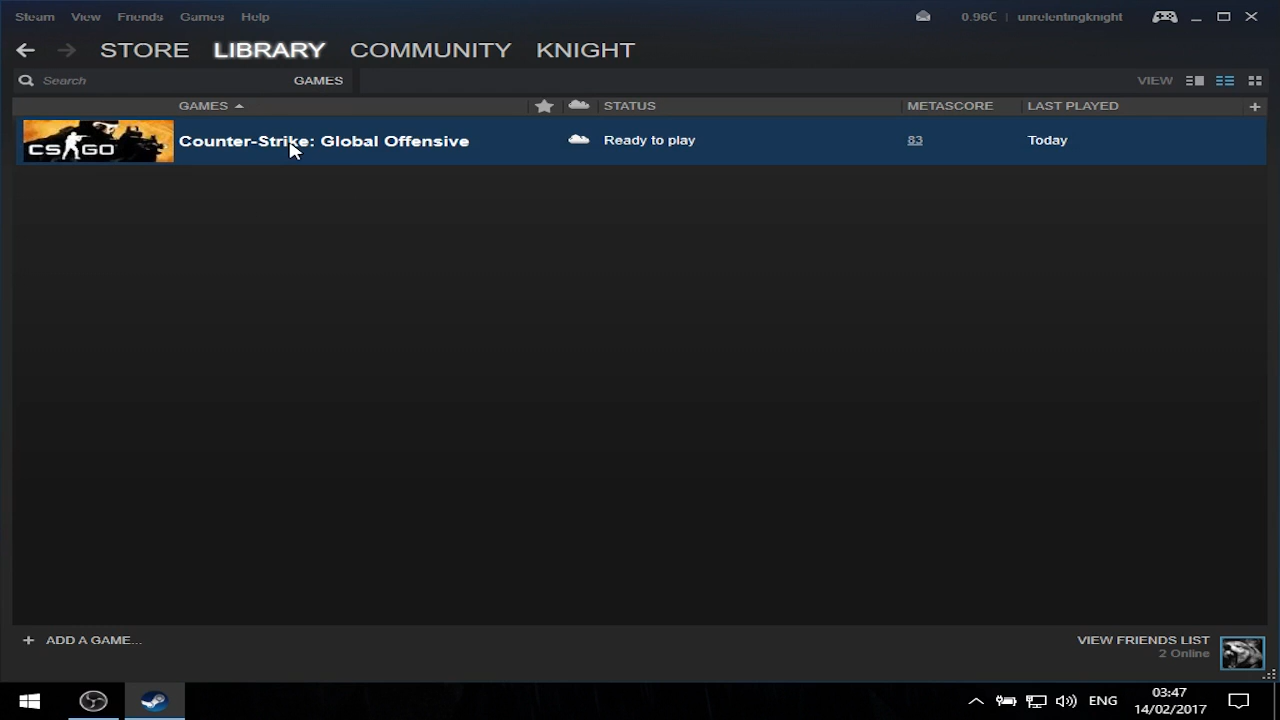 Steam View Friends Games Help 0.96€ unrelentingknight
STORE LIBRARY COMMUNITY KNIGHT
Search GAMES VIEW
GAMES STATUS METASCORE LAST PLAYED
CS GO Counter-Strike: Global Offensive Ready to play 83 Today
+ ADD A GAME... VIEW FRIENDS LIST
2 Online
ENG 03:47
14/02/2017